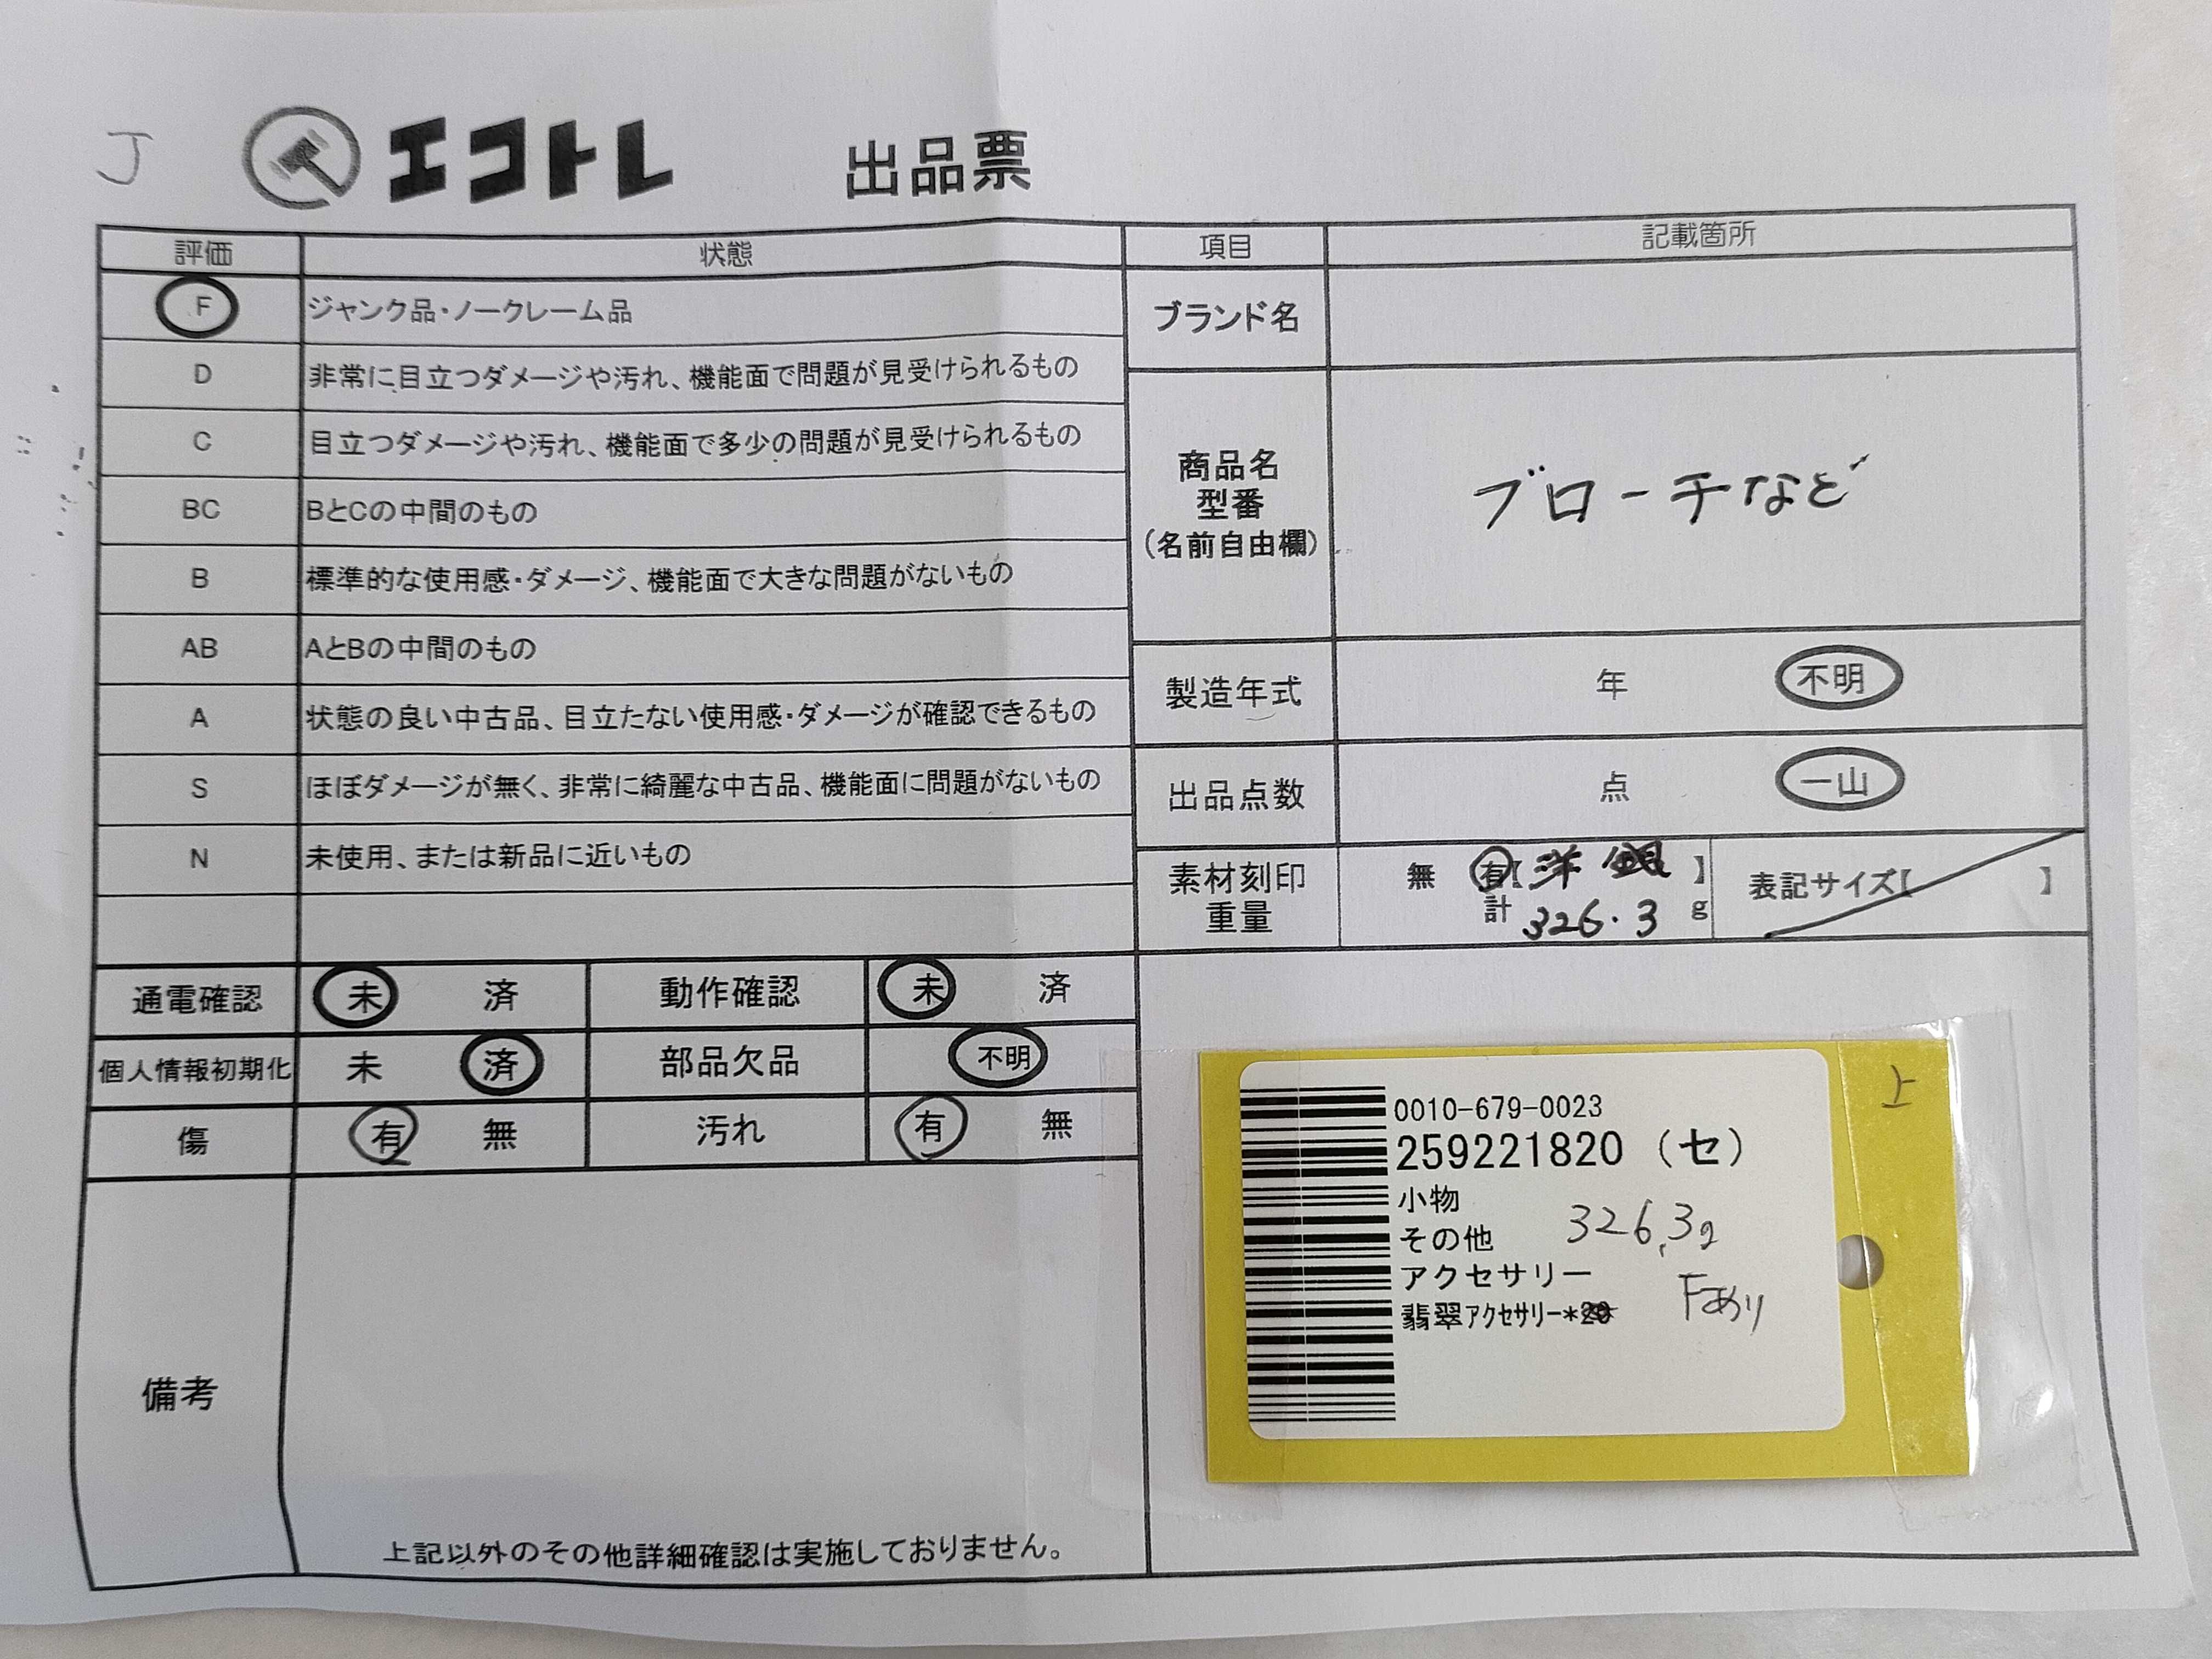 J
エコトレ 出品票
評価 状態
F ジャンク品・ノークレーム品
D 非常に目立つダメージや汚れ、機能面で問題が見受けられるもの
C 目立つダメージや汚れ、機能面で多少の問題が見受けられるもの
BC BとCの中間のもの
B 標準的な使用感・ダメージ、機能面で大きな問題がないもの
AB AとBの中間のもの
A 状態の良い中古品、目立たない使用感・ダメージが確認できるもの
S ほぼダメージが無く、非常に綺麗な中古品、機能面に問題がないもの
N 未使用、または新品に近いもの
通電確認 未 済 動作確認 未 済
個人情報初期化 未 済 部品欠品 不明
傷 有 無 汚れ 有 無
備考
上記以外のその他詳細確認は実施しておりません。
項目 記載箇所
ブランド名
商品名
型番
(名前自由欄)
ブローチなど
製造年式 年 不明
出品点数 点 一山
素材刻印 無 有【洋銀】
重量 計 326.3 g
表記サイズ【 】
0010-679-0023
259221820 (セ)
小物
その他 326.3g
アクセサリー
翡翠アクセサリー*
Fあり
上